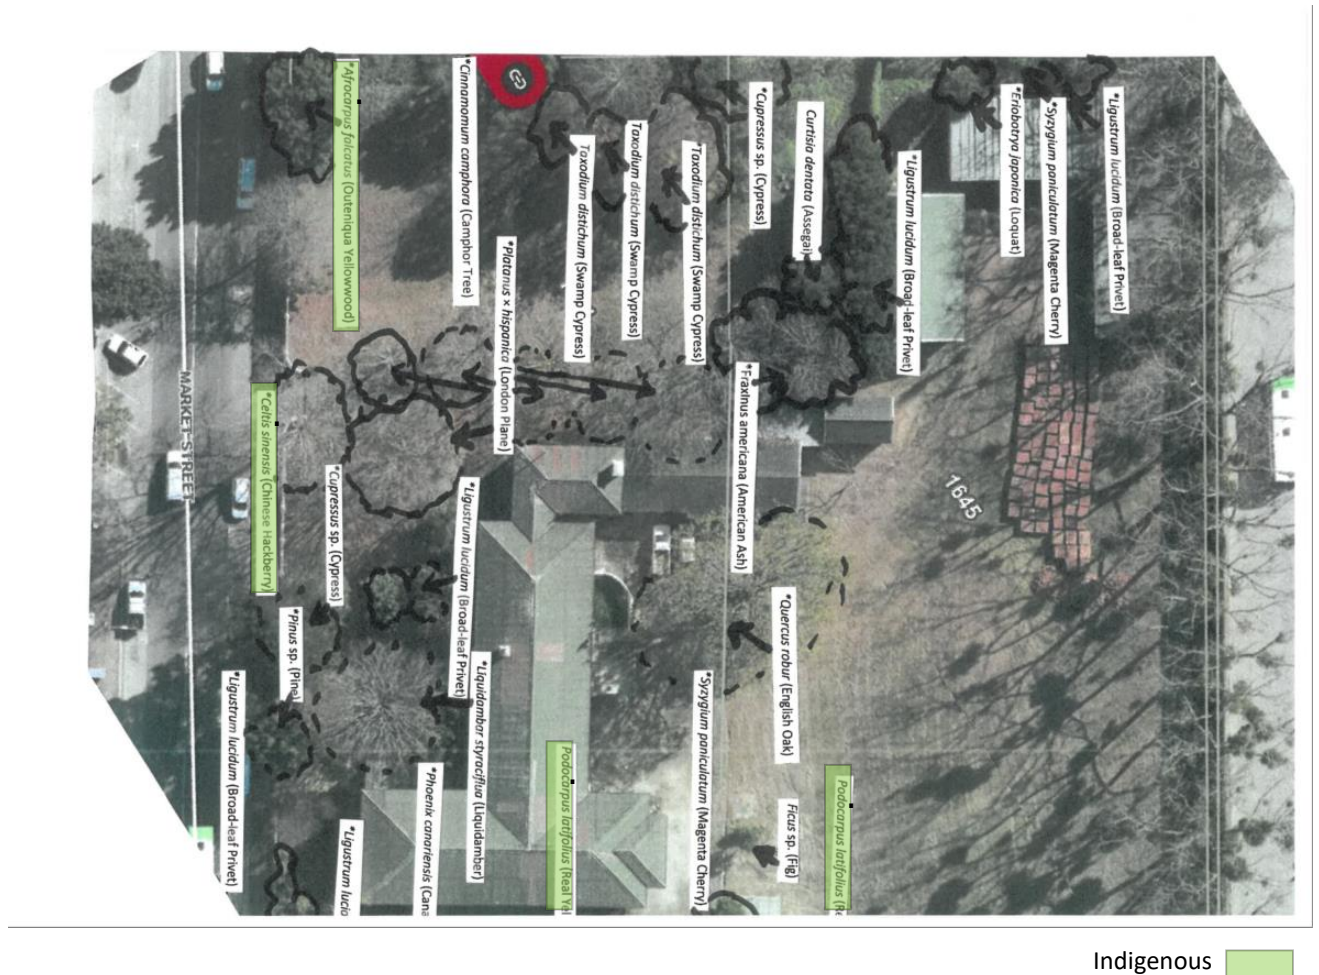 *Afrocarpus falcatus (Outeniqua Yellowwood)
*Cinnamomum camphora (Camphor Tree)
*Platanus × hispanica (London Plane)
Taxodium distichum (Swamp Cypress)
Taxodium distichum (Swamp Cypress)
*Taxodium distichum (Swamp Cypress)
*Cupressus sp. (Cypress)
Curtisia dentata (Assegai)
*Ligustrum lucidum (Broad-leaf Privet)
*Eriobotrya japonica (Loquat)
*Syzygium paniculatum (Magenta Cherry)
*Ligustrum lucidum (Broad-leaf Privet)
MARKET STREET
*Celtis sinensis (Chinese Hackberry)
*Cupressus sp. (Cypress)
*Ligustrum lucidum (Broad-leaf Privet)
*Fraxinus americana (American Ash)
1645
*Pinus sp. (Pine)
*Quercus robur (English Oak)
*Ligustrum lucidum (Broad-leaf Privet)
*Liquidambar styraciflua (Liquidamber)
*Syzygium paniculatum (Magenta Cherry)
*Phoenix canariensis (Cana
Podocarpus latifolius (Real Yel
Ficus sp. (Fig)
Podocarpus latifolius (Re
*Ligustrum lucid
Indigenous